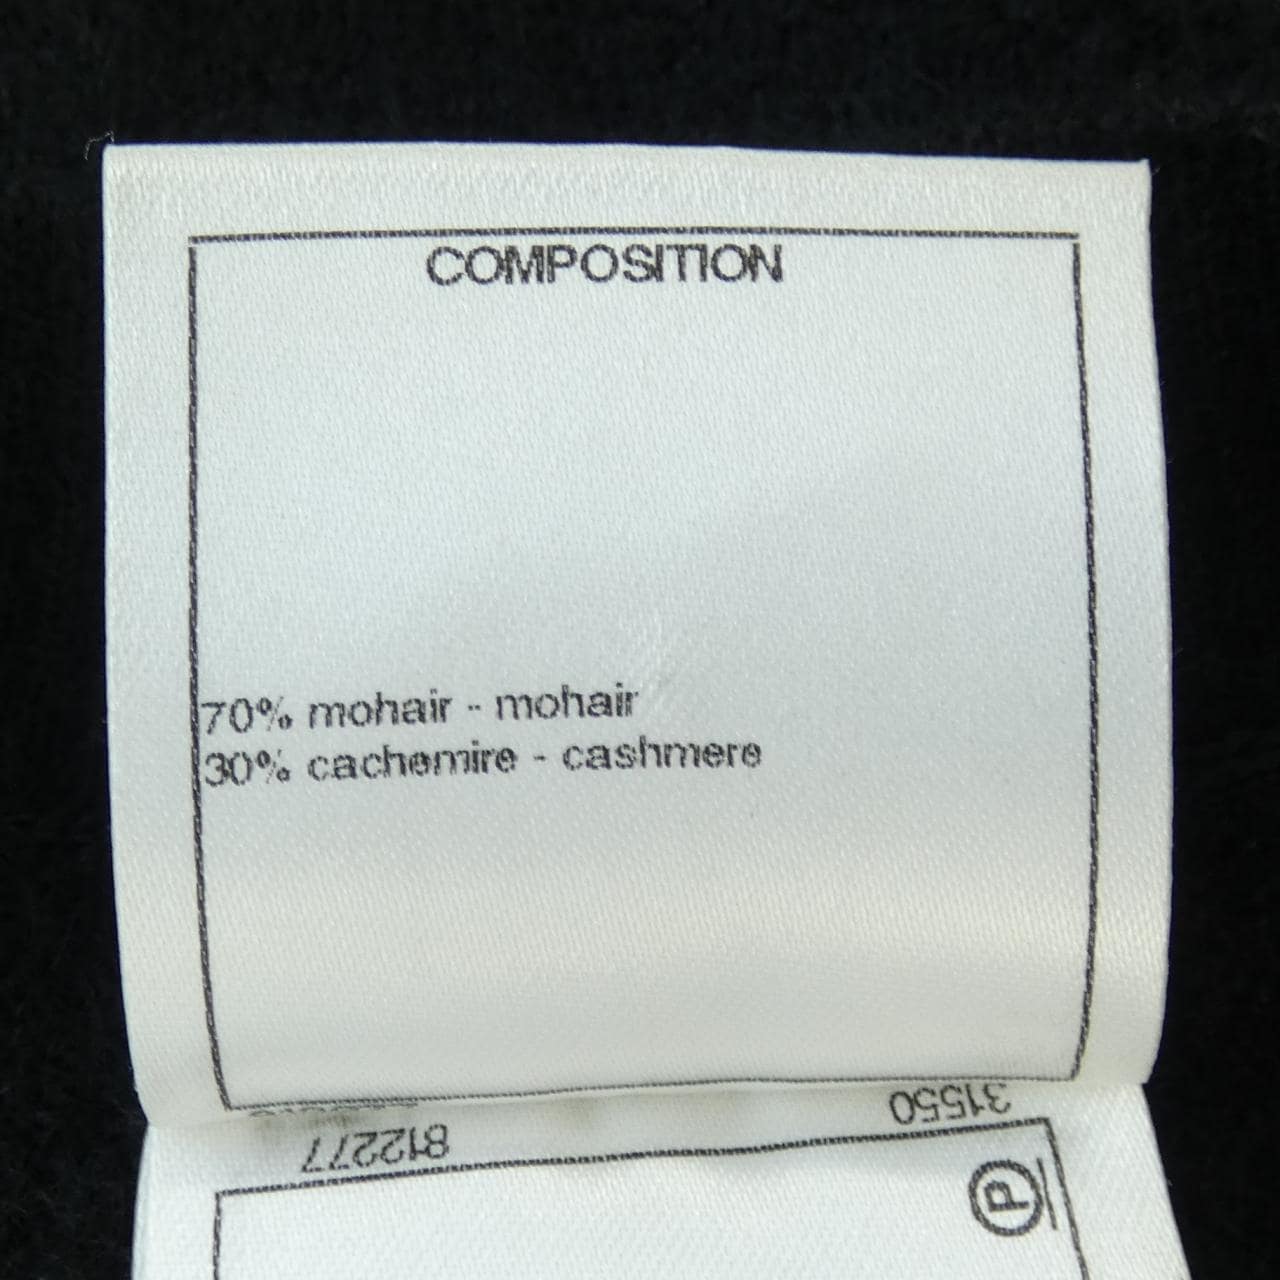 COMPOSITION
70% mohair - mohair
30% cachemire - cashmere
31550
812277
P